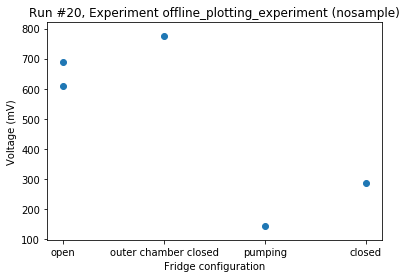 Run #20, Experiment offline_plotting_experiment (nosample)
800
700
600
500
400
300
200
100
Voltage (mV)
open outer chamber closed pumping closed
Fridge configuration